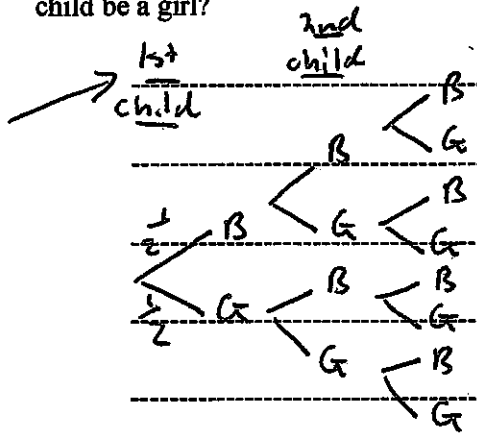 child be a girl?
1st 2nd
child child
B
B G
B
1/2 B G G
B B
1/2 G G
G B
G